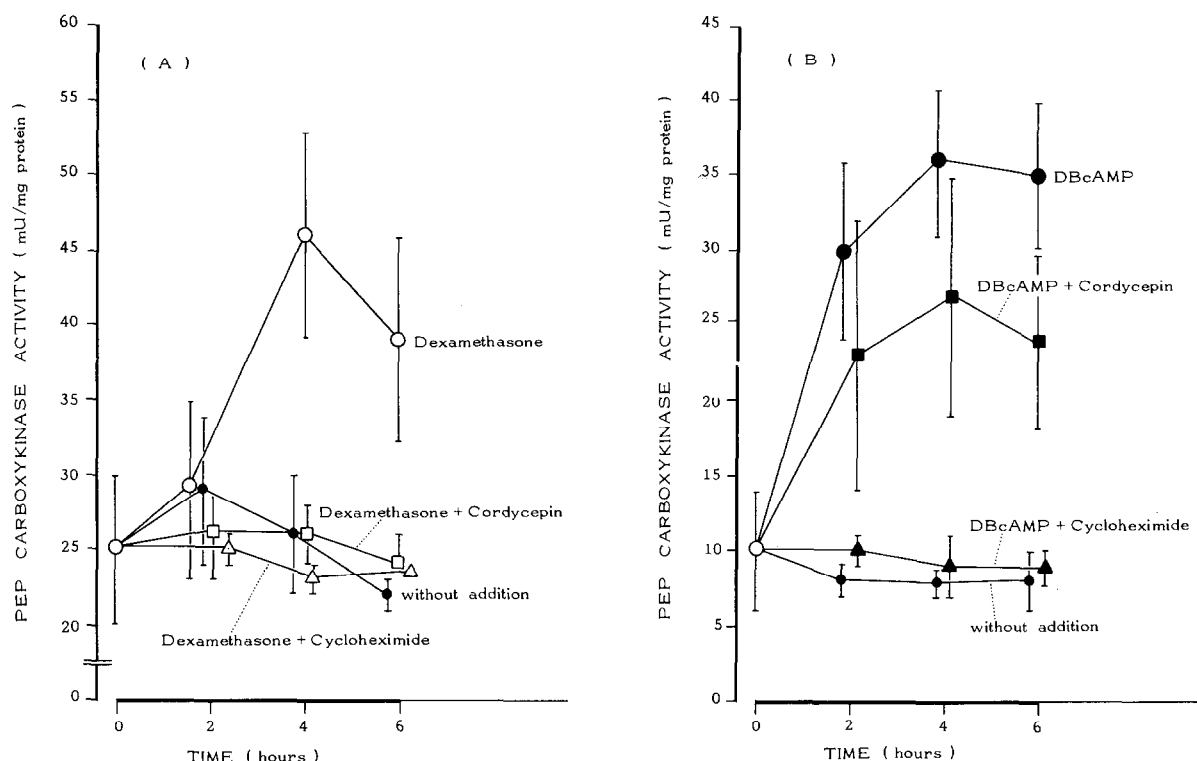 ( A )
PEP CARBOXYKINASE ACTIVITY ( mU/mg protein )
60
55
50
45
40
35
30
25
20
0
Dexamethasone
Dexamethasone + Cordycepin
without addition
Dexamethasone + Cycloheximide
0 2 4 6
TIME ( hours )
( B )
PEP CARBOXYKINASE ACTIVITY ( mU/mg protein )
45
40
35
30
25
20
15
10
5
0
DBcAMP
DBcAMP + Cordycepin
DBcAMP + Cycloheximide
without addition
0 2 4 6
TIME ( hours )